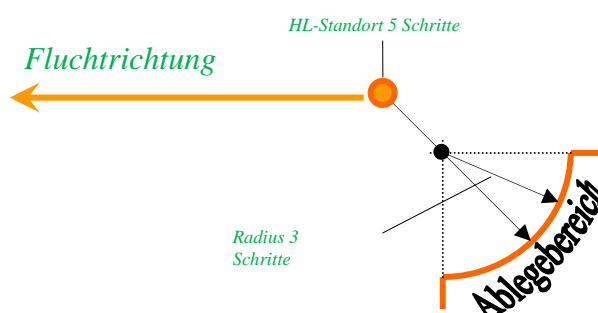 HL-Standort 5 Schritte
Fluchtrichtung
Radius 3
Schritte
Ablegebereich